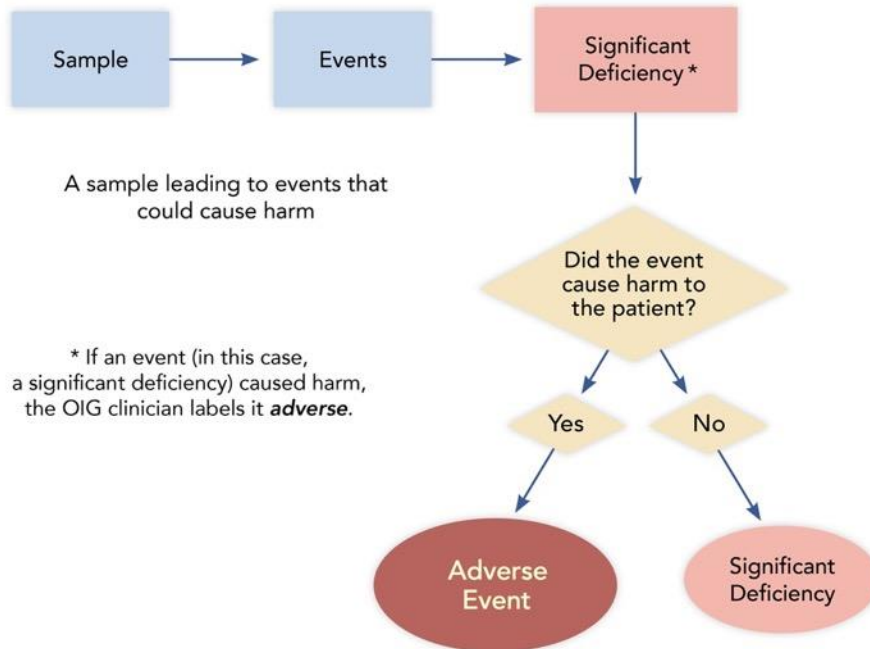 Sample
Events
Significant
Deficiency *
A sample leading to events that
could cause harm
Did the event
cause harm to
the patient?
* If an event (in this case,
a significant deficiency) caused harm,
the OIG clinician labels it adverse.
Yes
No
Adverse
Event
Significant
Deficiency